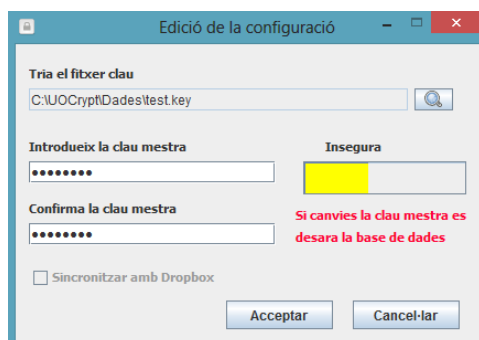 Edició de la configuració
Tria el fitxer clau
C:\UOCrypt\Dades\test.key
Introdueix la clau mestra
Insegura
••••••••
Confirma la clau mestra
Si canvies la clau mestra es
••••••••
desara la base de dades
Sincronitzar amb Dropbox
Acceptar
Cancel·lar